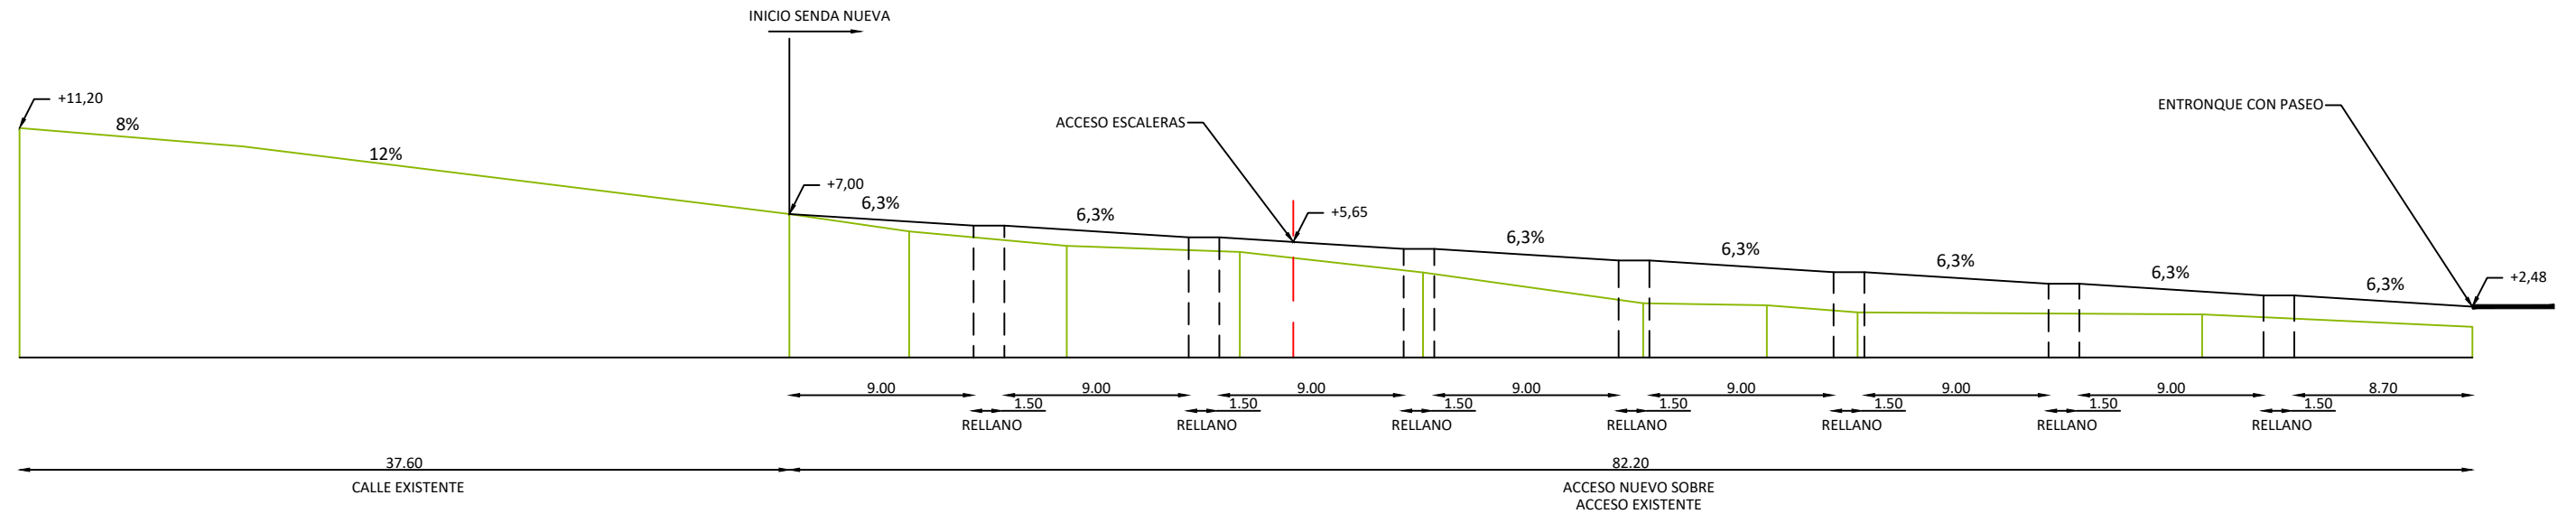 INICIO SENDA NUEVA
+11,20
8%
12%
ENTRONQUE CON PASEO
ACCESO ESCALERAS
+7,00
6,3%
6,3%
+5,65
6,3%
6,3%
6,3%
6,3%
6,3%
+2,48
9.00
9.00
9.00
9.00
9.00
9.00
9.00
8.70
1.50
1.50
1.50
1.50
1.50
1.50
1.50
RELLANO
RELLANO
RELLANO
RELLANO
RELLANO
RELLANO
RELLANO
37.60
82.20
CALLE EXISTENTE
ACCESO NUEVO SOBRE
ACCESO EXISTENTE